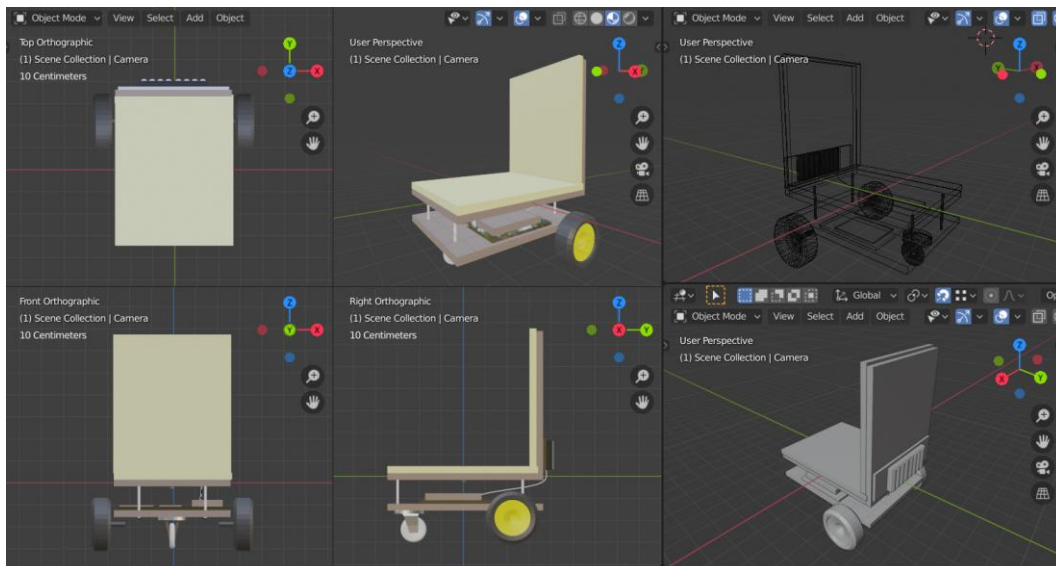 Object Mode View Select Add Object
Top Orthographic
(1) Scene Collection | Camera
10 Centimeters
Y
Z
X
User Perspective
(1) Scene Collection | Camera
Z
X
Y
User Perspective
(1) Scene Collection | Camera
Z
Y
X
Front Orthographic
(1) Scene Collection | Camera
10 Centimeters
Z
Y
X
Right Orthographic
(1) Scene Collection | Camera
10 Centimeters
Z
X
Y
Global
Object Mode View Select Add Object
User Perspective
(1) Scene Collection | Camera
Z
X
Y